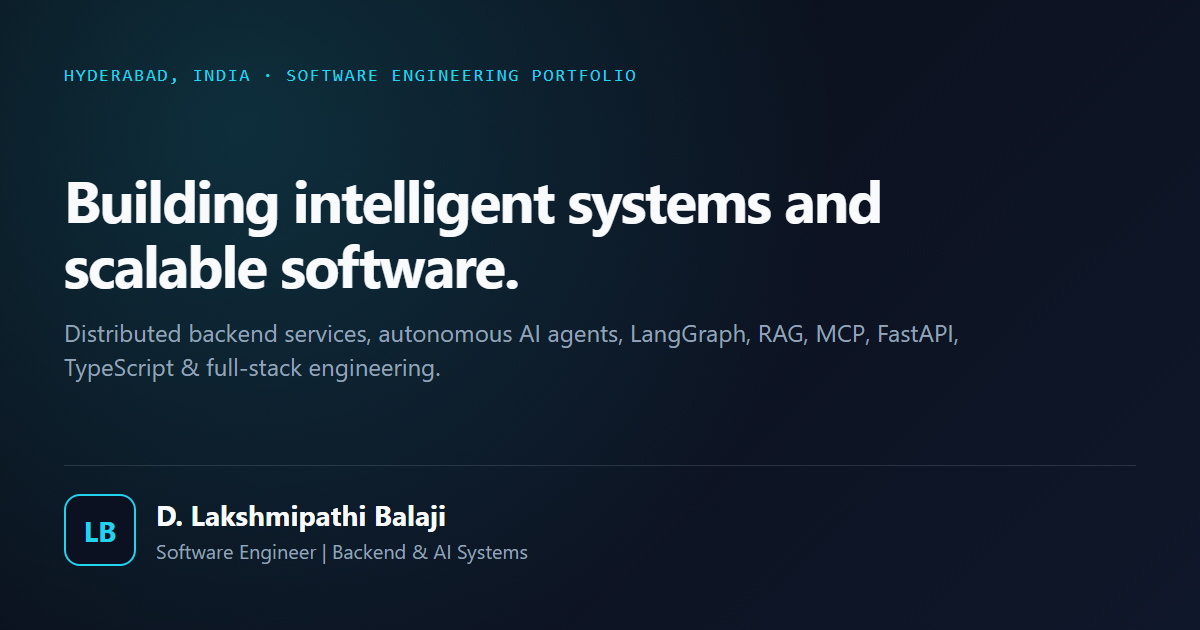 HYDERABAD, INDIA · SOFTWARE ENGINEERING PORTFOLIO
Building intelligent systems and
scalable software.
Distributed backend services, autonomous AI agents, LangGraph, RAG, MCP, FastAPI,
TypeScript & full-stack engineering.
LB
D. Lakshmipathi Balaji
Software Engineer | Backend & AI Systems